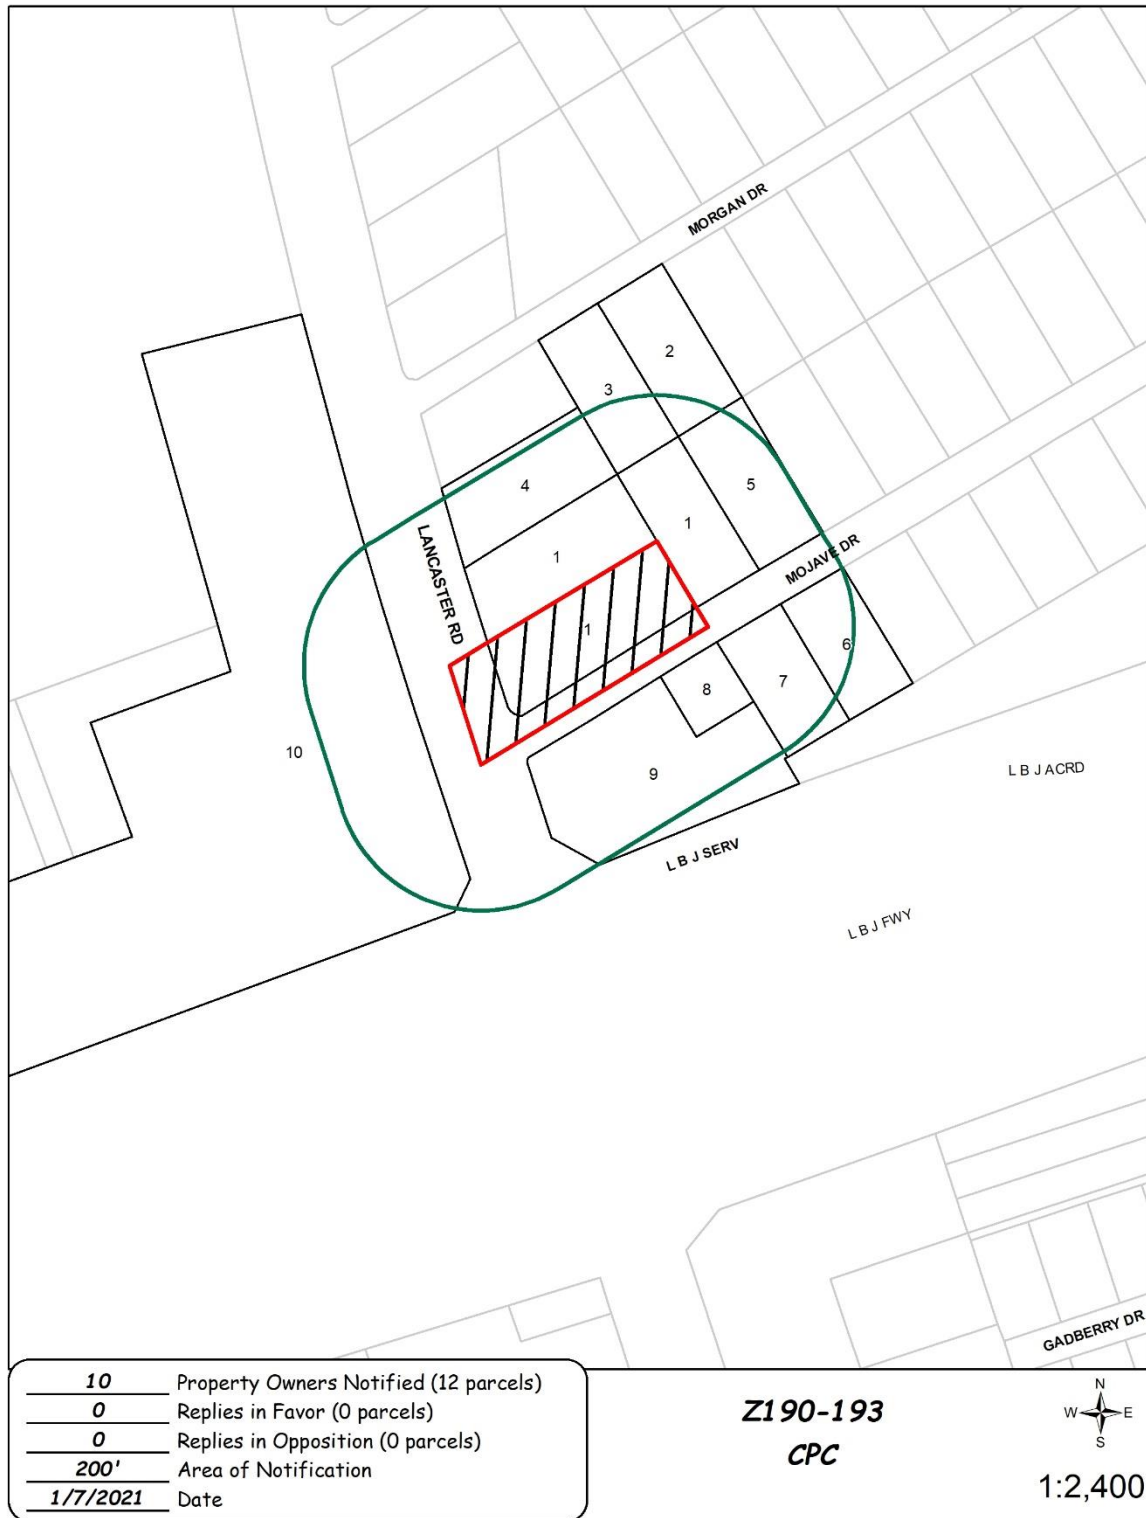 MORGAN DR
2
3
4
5
1
LANCASTER RD
1
MOJAVE DR
1
6
7
8
10
9
L B J ACRD
L B J SERV
L B J FWY
GADBERRY DR
10 Property Owners Notified (12 parcels)
0 Replies in Favor (0 parcels)
0 Replies in Opposition (0 parcels)
200' Area of Notification
1/7/2021 Date
Z190-193
CPC
N
W E
S
1:2,400